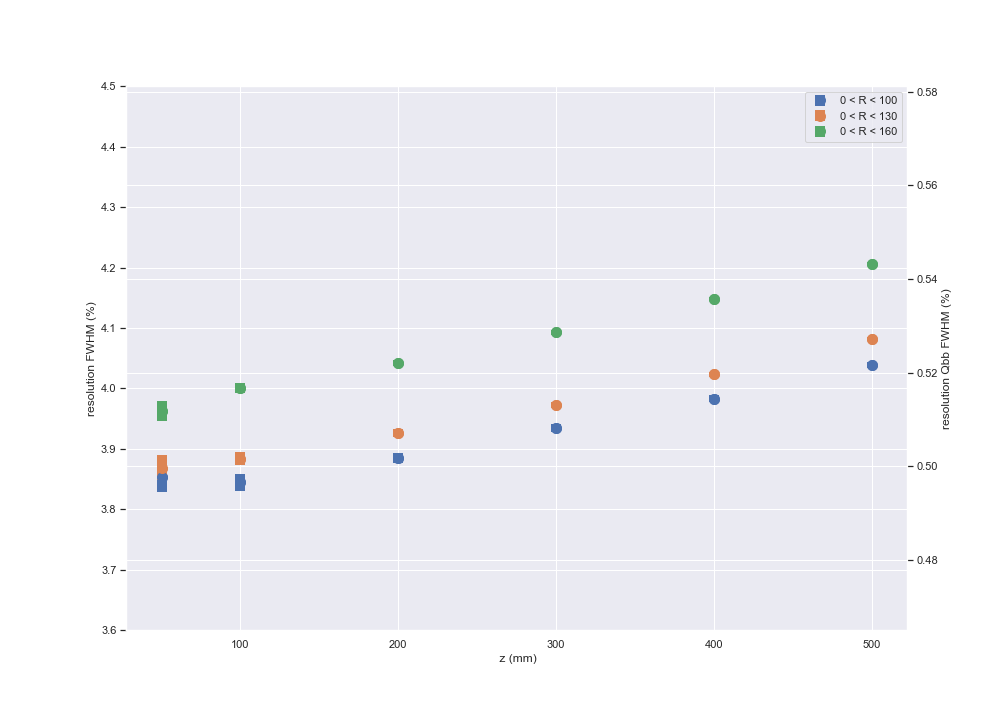 4.5
4.4
4.3
4.2
4.1
4.0
3.9
3.8
3.7
3.6
resolution FWHM (%)
0 < R < 100
0 < R < 130
0 < R < 160
0.58
0.56
0.54
0.52
0.50
0.48
resolution Qbb FWHM (%)
100 200 300 400 500
z (mm)